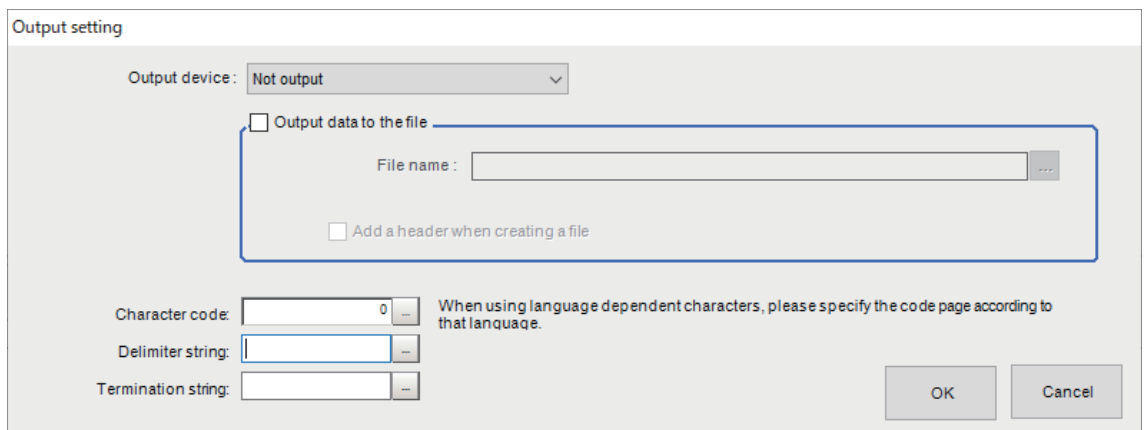 Output setting
Output device: Not output
Output data to the file
File name : ...
Add a header when creating a file
Character code: 0 ... When using language dependent characters, please specify the code page according to
that language.
Delimiter string: ...
Termination string: ...
OK Cancel